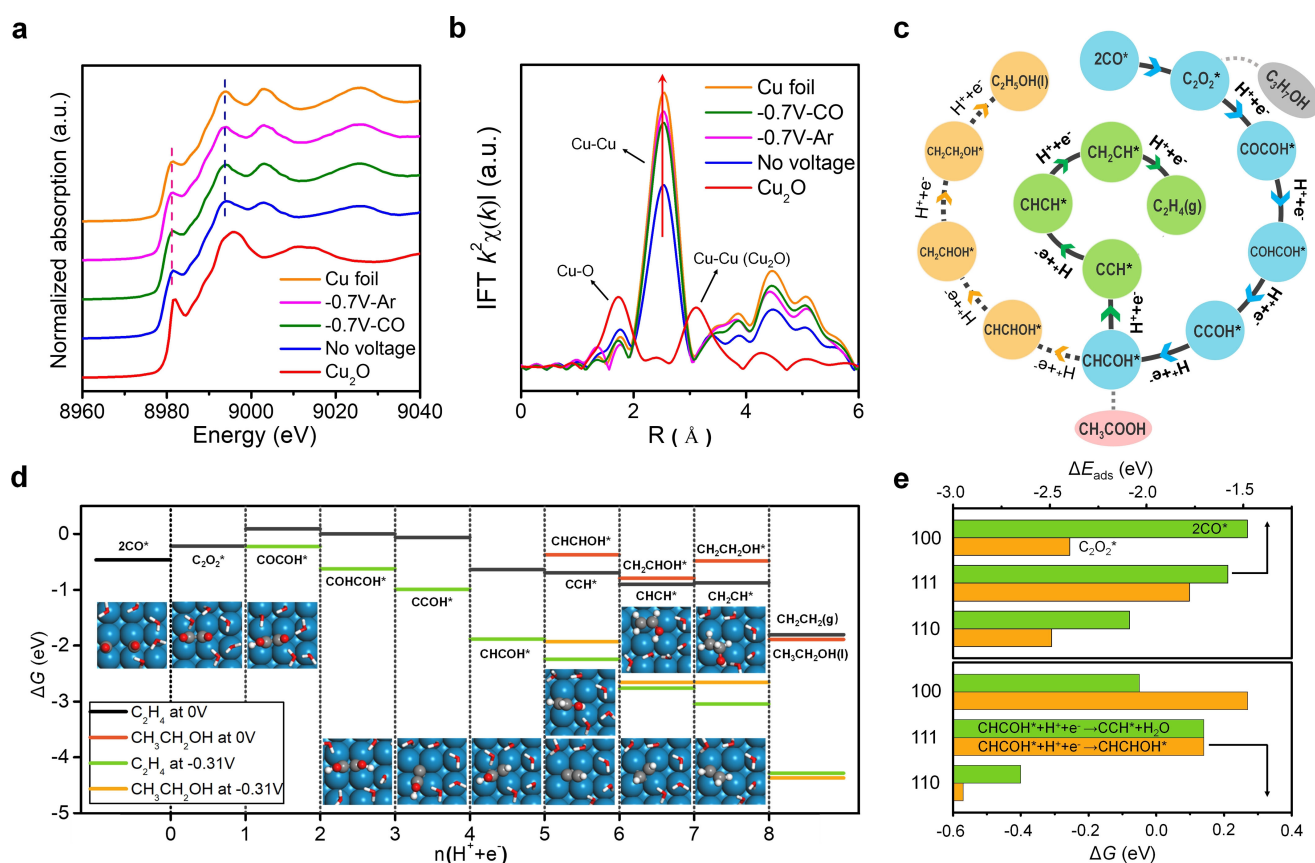 a
Normalized absorption (a.u.)
Cu foil
-0.7V-Ar
-0.7V-CO
No voltage
Cu₂O
8960 8980 9000 9020 9040
Energy (eV)
b
IFT k² χ(k)I (a.u.)
Cu-Cu
Cu-O
Cu-Cu (Cu₂O)
Cu foil
-0.7V-CO
-0.7V-Ar
No voltage
Cu₂O
0 2 4 6
R ( Å )
c
2CO*
C₂O₂*
C₃H₇OH
H⁺+e⁻
COCOH*
H⁺+e⁻
COHCOH*
H⁺+e⁻
CCOH*
H⁺+e⁻
CHCOH*
CH₃COOH
H⁺+e⁻
CCH*
H⁺+e⁻
CHCH*
H⁺+e⁻
CH₂CH*
H⁺+e⁻
C₂H₄(g)
H⁺+e⁻
CHCHOH*
H⁺+e⁻
CH₂CHOH*
H⁺+e⁻
CH₂CH₂OH*
H⁺+e⁻
C₂H₅OH(l)
d
ΔG (eV)
0
-1
-2
-3
-4
-5
2CO*
C₂O₂*
COCOH*
COHCOH*
CCOH*
CHCOH*
CHCHOH*
CCH*
CH₂CHOH*
CHCH*
CH₂CH₂OH*
CH₂CH*
CH₂CH₂(g)
CH₃CH₂OH(l)
C₂H₄ at 0V
CH₃CH₂OH at 0V
C₂H₄ at -0.31V
CH₃CH₂OH at -0.31V
0 1 2 3 4 5 6 7 8
n(H⁺+e⁻)
e
ΔE_ads (eV)
-3.0 -2.5 -2.0 -1.5
100
2CO*
C₂O₂*
111
110
100
111
CHCOH*+H⁺+e⁻→CCH*+H₂O
CHCOH*+H⁺+e⁻→CHCHOH*
110
-0.6 -0.4 -0.2 0.0 0.2 0.4
ΔG (eV)